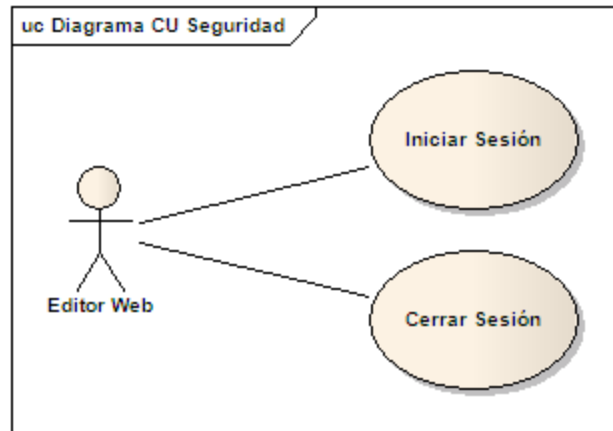 uc Diagrama CU Seguridad
Iniciar Sesión
Editor Web
Cerrar Sesión